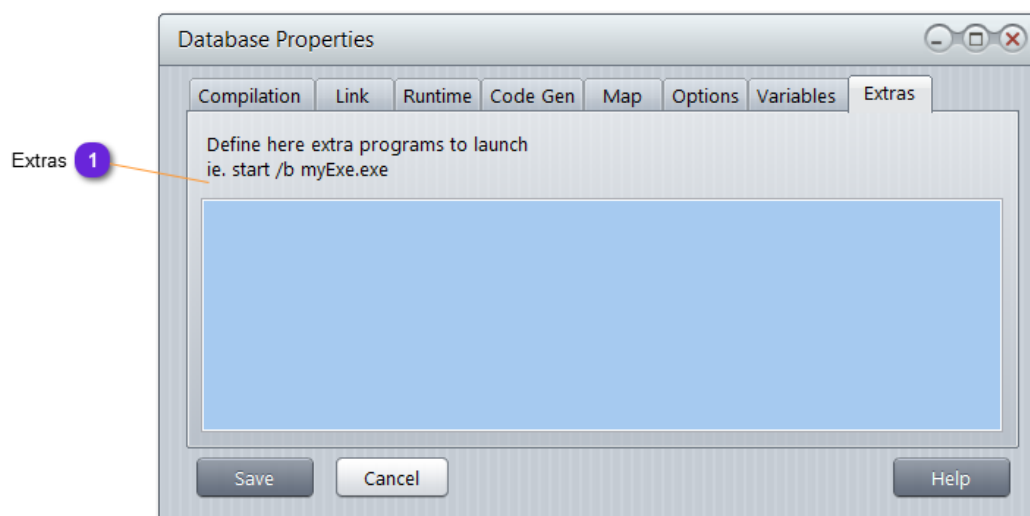 Database Properties
Compilation Link Runtime Code Gen Map Options Variables Extras
Define here extra programs to launch
ie. start /b myExe.exe
Extras 1
Save Cancel Help